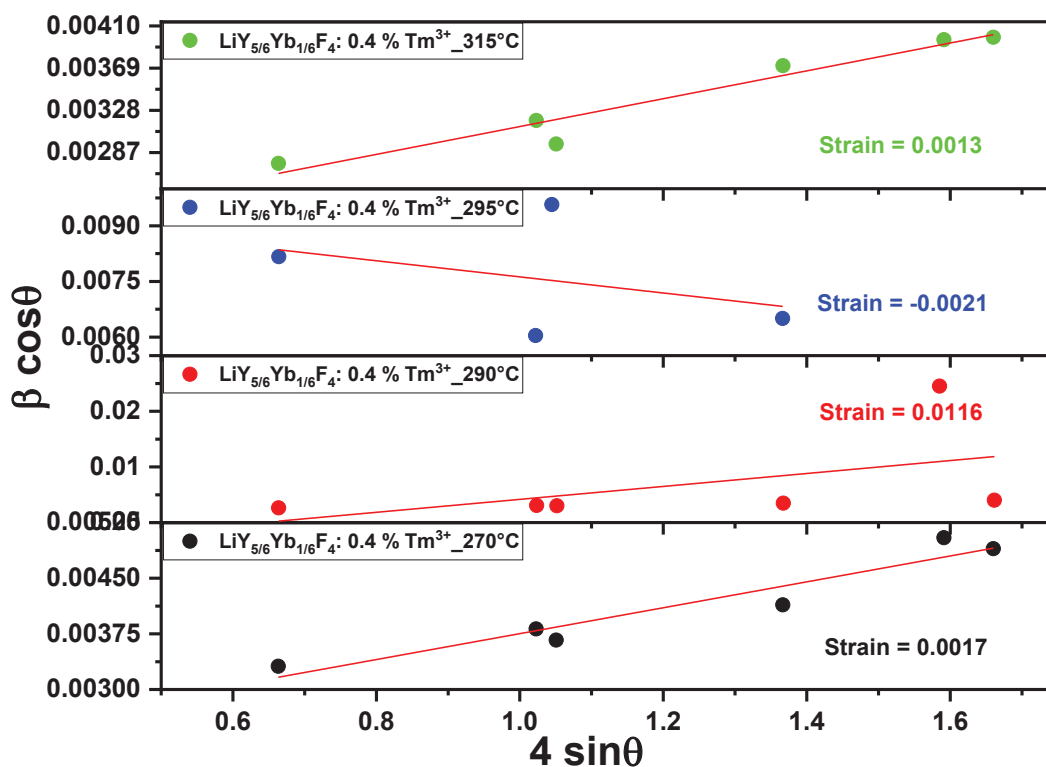 0.00410
0.00369
0.00328
0.00287
LiY5/6Yb1/6F4: 0.4 % Tm3+_315°C
Strain = 0.0013
0.0090
0.0075
0.0060
LiY5/6Yb1/6F4: 0.4 % Tm3+_295°C
Strain = -0.0021
0.03
0.02
0.01
LiY5/6Yb1/6F4: 0.4 % Tm3+_290°C
Strain = 0.0116
0.00450
0.00375
0.00300
LiY5/6Yb1/6F4: 0.4 % Tm3+_270°C
Strain = 0.0017
β cosθ
0.6 0.8 1.0 1.2 1.4 1.6
4 sinθ